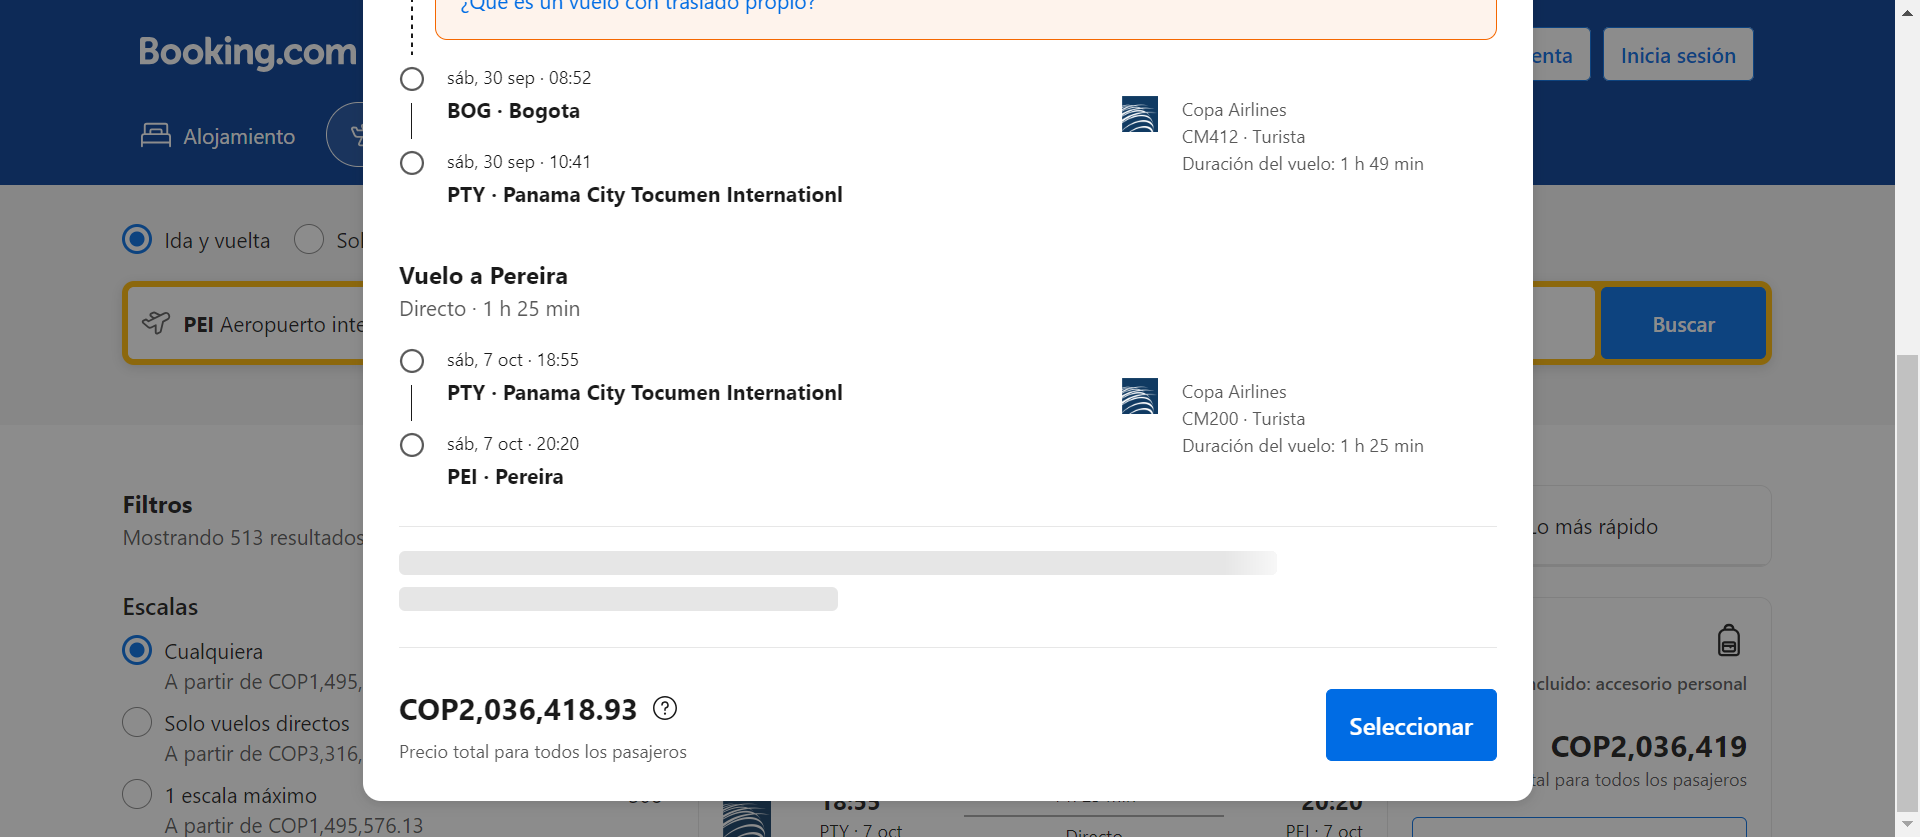 ¿Qué es un vuelo con traslado propio?
Booking.com
enta
Inicia sesión
Alojamiento
sáb, 30 sep · 08:52
BOG · Bogota
Copa Airlines
CM412 · Turista
Duración del vuelo: 1 h 49 min
sáb, 30 sep · 10:41
PTY · Panama City Tocumen Internationl
Ida y vuelta
Sol
Vuelo a Pereira
Directo · 1 h 25 min
PEI Aeropuerto inte
Buscar
sáb, 7 oct · 18:55
PTY · Panama City Tocumen Internationl
Copa Airlines
CM200 · Turista
Duración del vuelo: 1 h 25 min
sáb, 7 oct · 20:20
PEI · Pereira
Filtros
Mostrando 513 resultados
Lo más rápido
Escalas
Cualquiera
A partir de COP1,495,
Solo vuelos directos
A partir de COP3,316,
1 escala máximo
A partir de COP1,495,576.13
COP2,036,418.93
Precio total para todos los pasajeros
Seleccionar
ncluido: accesorio personal
COP2,036,419
tal para todos los pasajeros
18:55
20:20
PTY · 7 oct
Directo
PEI · 7 oct